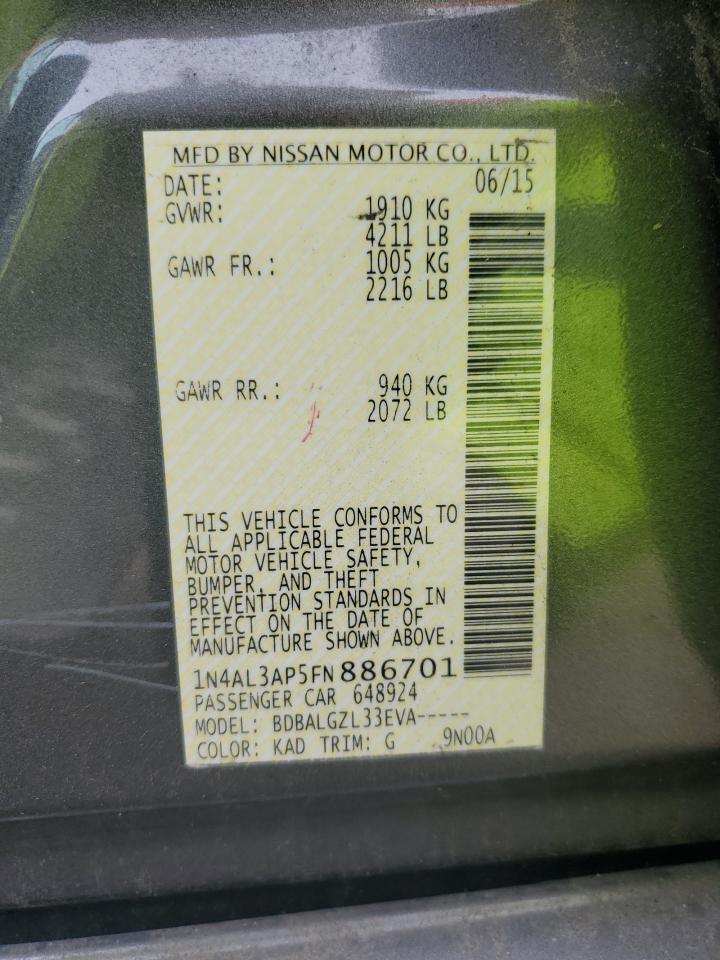 MFD BY NISSAN MOTOR CO., LTD.
DATE: 06/15
GVWR: 1910 KG
4211 LB
GAWR FR.: 1005 KG
2216 LB
GAWR RR.: 940 KG
2072 LB
THIS VEHICLE CONFORMS TO
ALL APPLICABLE FEDERAL
MOTOR VEHICLE SAFETY,
BUMPER, AND THEFT
PREVENTION STANDARDS IN
EFFECT ON THE DATE OF
MANUFACTURE SHOWN ABOVE.
1N4AL3AP5FN886701
PASSENGER CAR 648924
MODEL: BDBALGZL33EVA-----
COLOR: KAD TRIM: G 9N00A